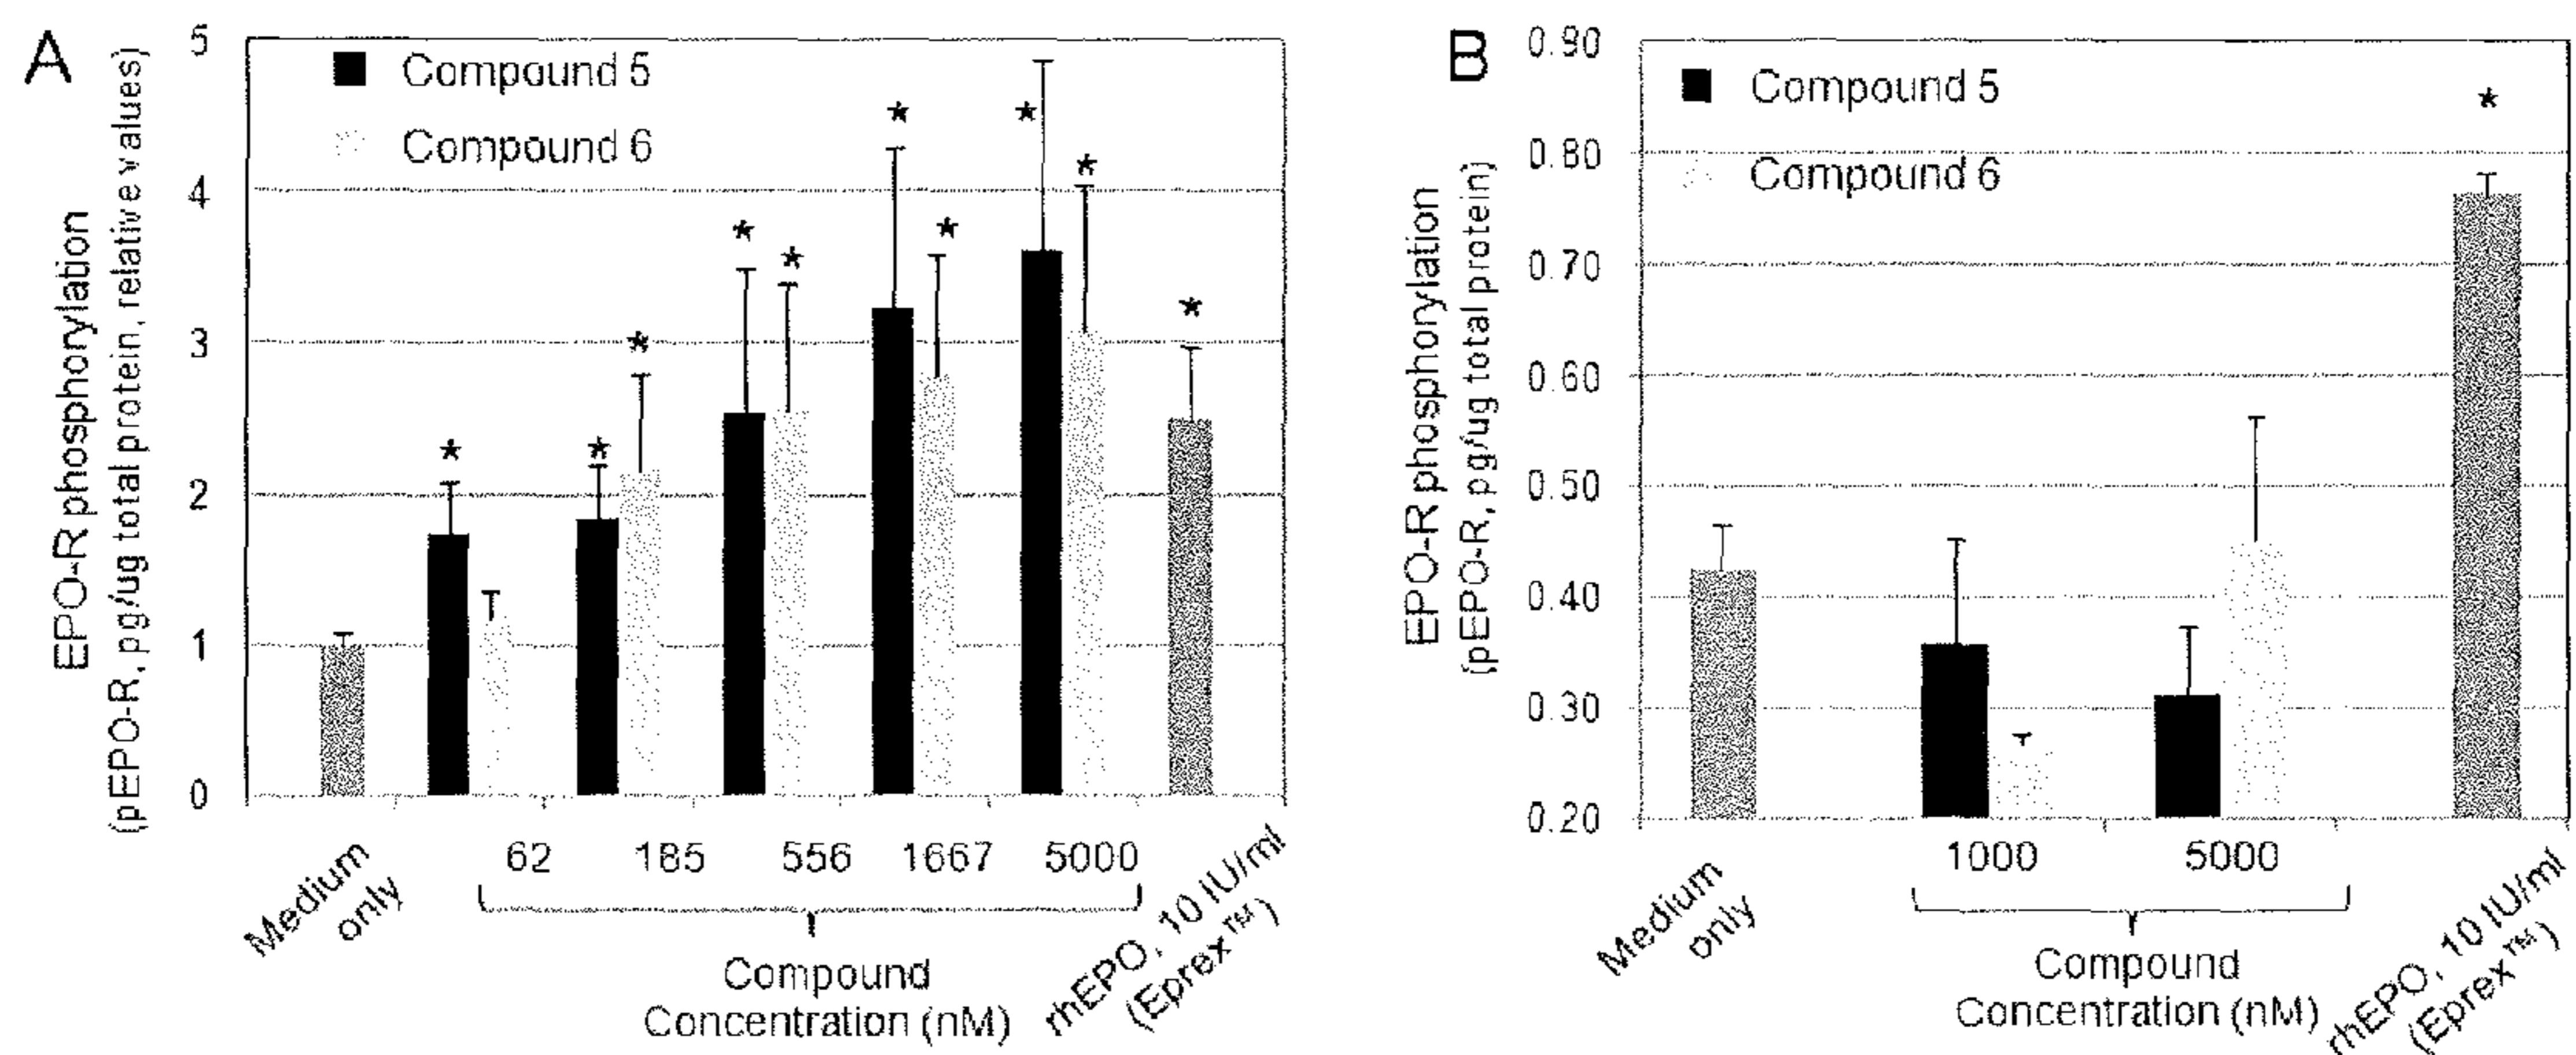 A
EPO-R phosphorylation
(pEPO-R, pg/ug total protein, relative values)
5
4
3
2
1
0
Compound 5
Compound 6
*
*
*
*
*
*
*
*
*
*
Medium
only
62
185
556
1667
5000
Compound
Concentration (nM)
rhEPO, 10 IU/ml
(Eprex™)
B
EPO-R phosphorylation
(pEPO-R, pg/ug total protein)
0.90
0.80
0.70
0.60
0.50
0.40
0.30
0.20
Compound 5
Compound 6
*
Medium
only
1000
5000
Compound
Concentration (nM)
rhEPO, 10 IU/ml
(Eprex™)